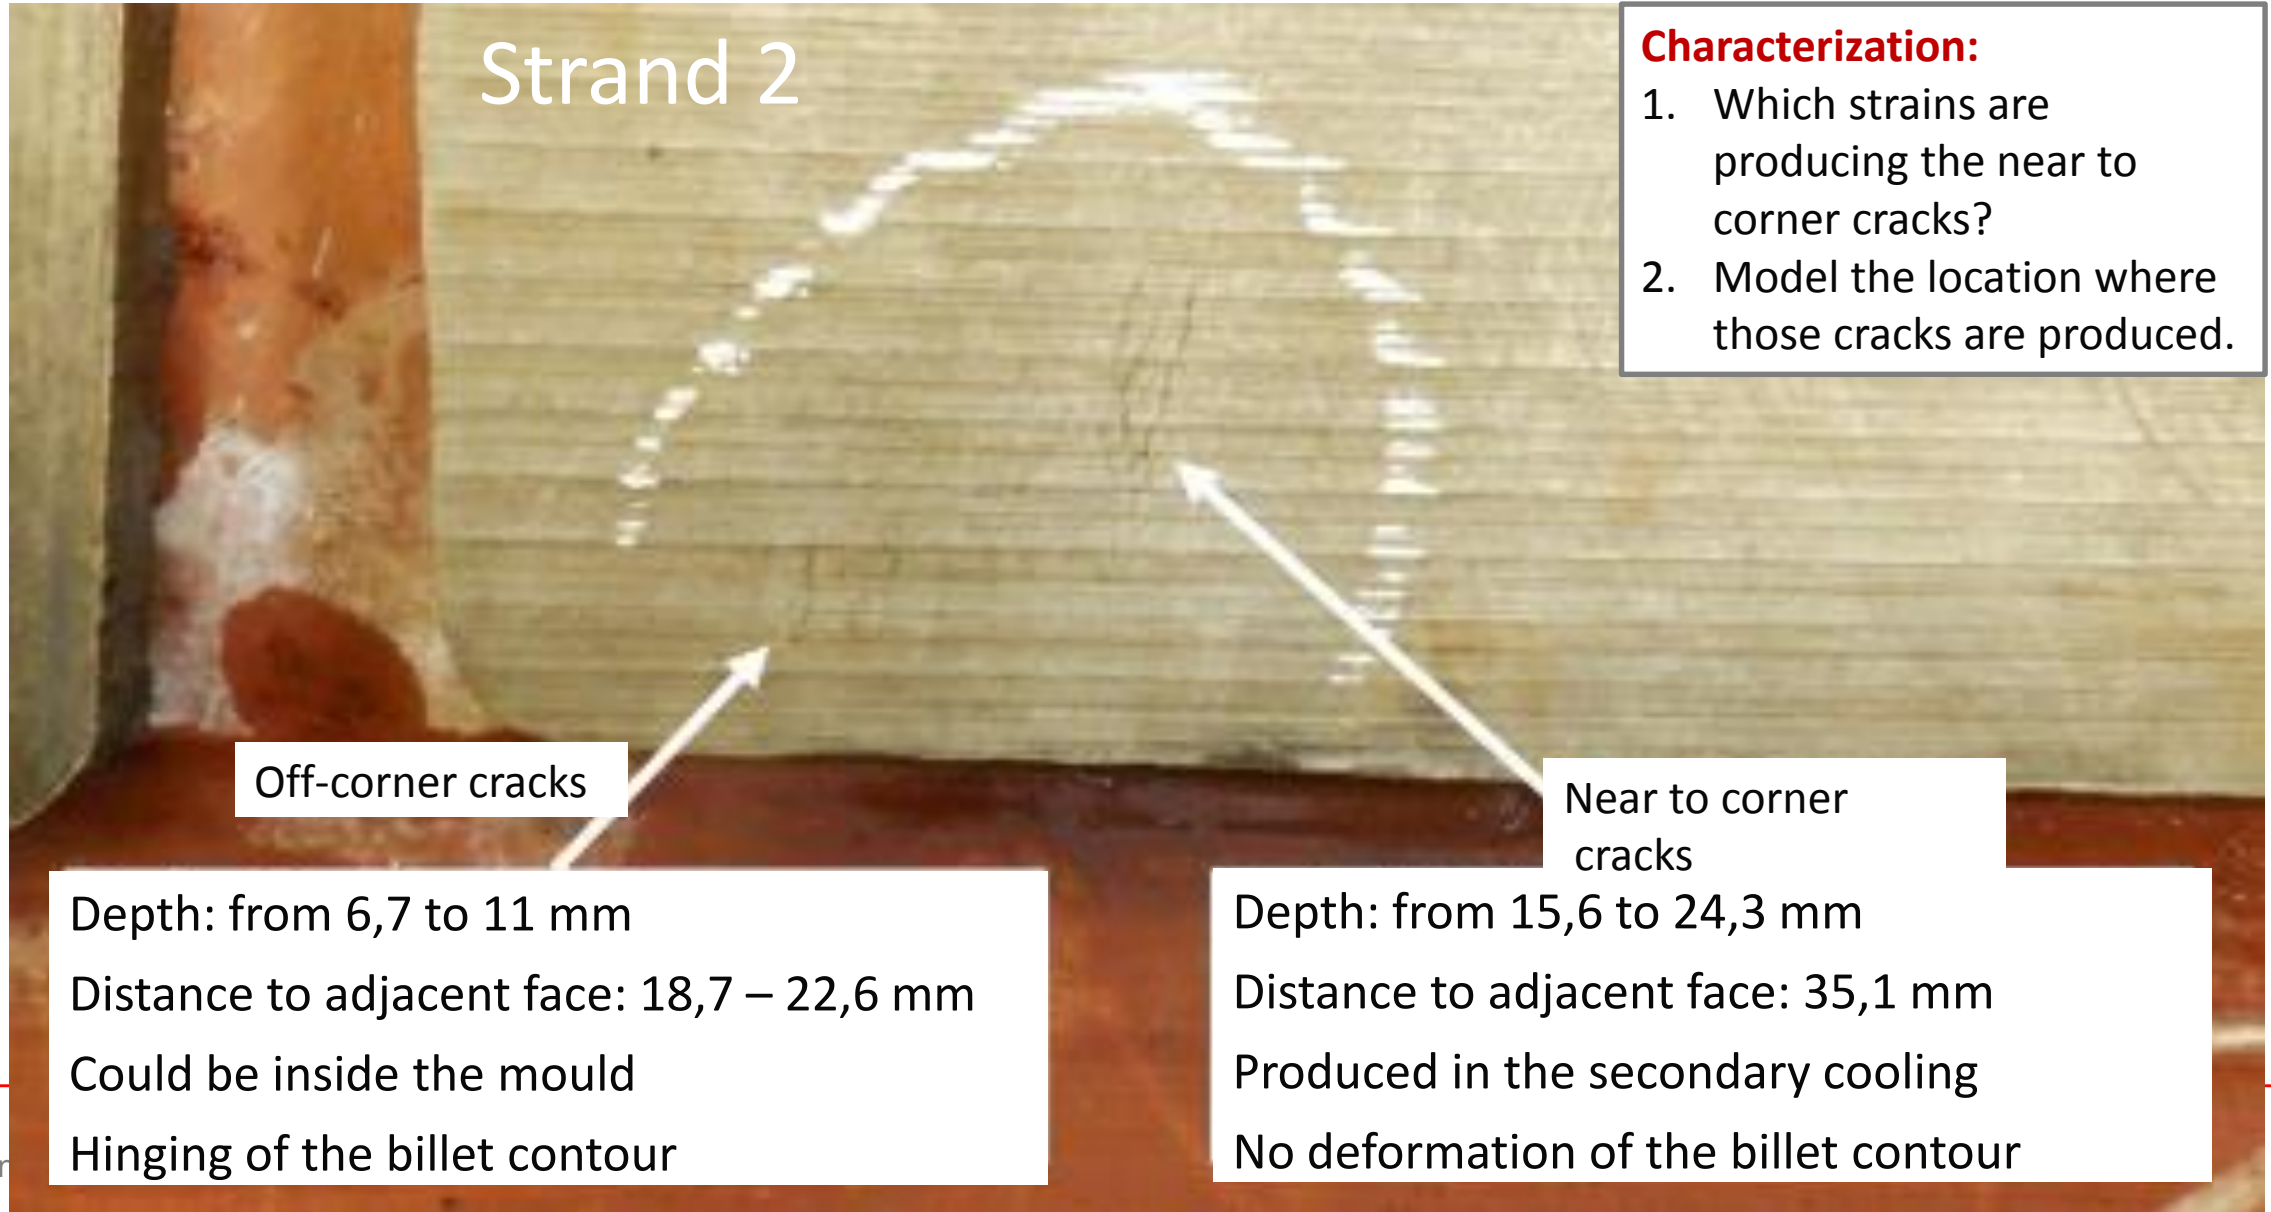 Strand 2
Characterization:
1. Which strains are
producing the near to
corner cracks?
2. Model the location where
those cracks are produced.
Off-corner cracks
Near to corner
cracks
Depth: from 6,7 to 11 mm
Distance to adjacent face: 18,7 – 22,6 mm
Could be inside the mould
Hinging of the billet contour
Depth: from 15,6 to 24,3 mm
Distance to adjacent face: 35,1 mm
Produced in the secondary cooling
No deformation of the billet contour